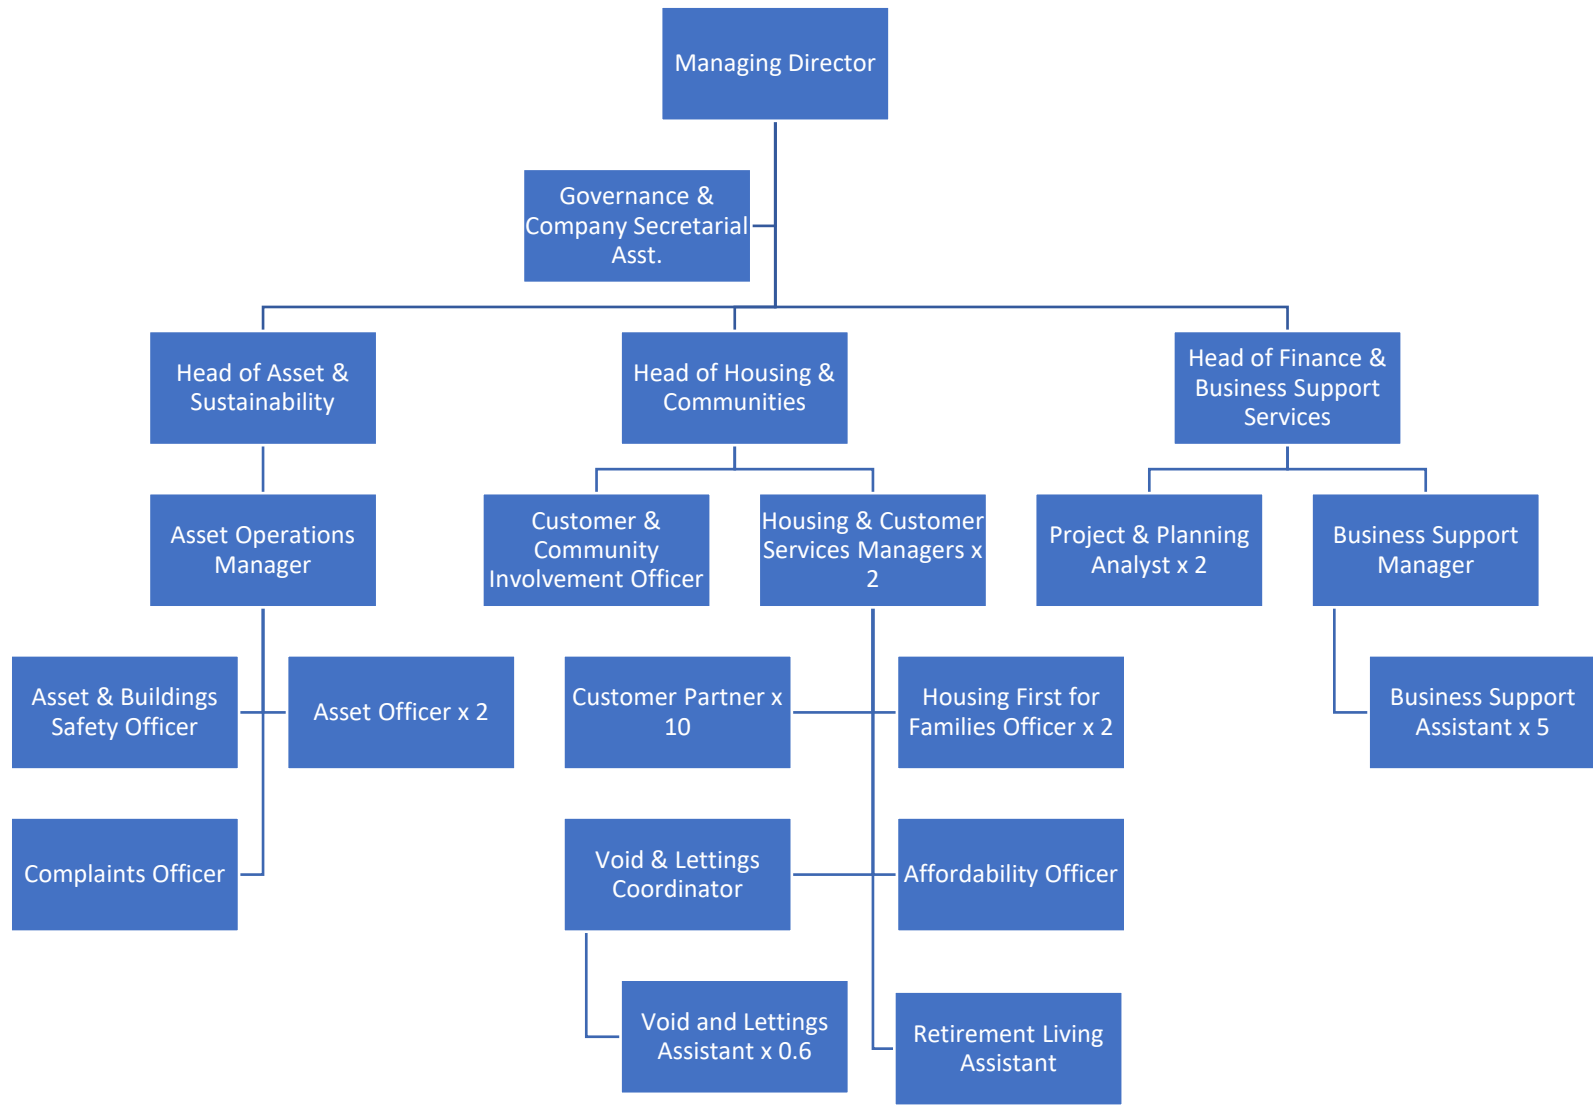 Managing Director
Governance &
Company Secretarial
Asst.
Head of Asset &
Sustainability
Head of Housing &
Communities
Head of Finance &
Business Support
Services
Asset Operations
Manager
Customer &
Community
Involvement Officer
Housing & Customer
Services Managers x
2
Project & Planning
Analyst x 2
Business Support
Manager
Asset & Buildings
Safety Officer
Asset Officer x 2
Customer Partner x
10
Housing First for
Families Officer x 2
Business Support
Assistant x 5
Complaints Officer
Void & Lettings
Coordinator
Affordability Officer
Void and Lettings
Assistant x 0.6
Retirement Living
Assistant